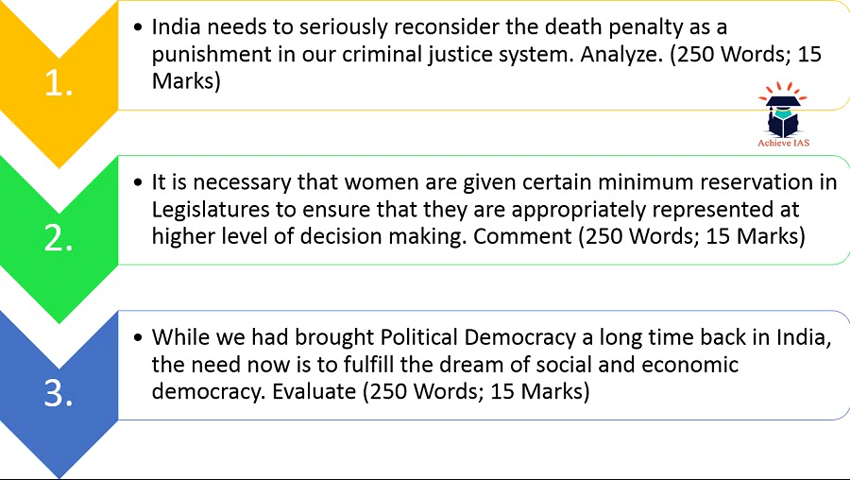 1.
• India needs to seriously reconsider the death penalty as a
punishment in our criminal justice system. Analyze. (250 Words; 15
Marks)
Achieve IAS
2.
• It is necessary that women are given certain minimum reservation in
Legislatures to ensure that they are appropriately represented at
higher level of decision making. Comment (250 Words; 15 Marks)
3.
• While we had brought Political Democracy a long time back in India,
the need now is to fulfill the dream of social and economic
democracy. Evaluate (250 Words; 15 Marks)